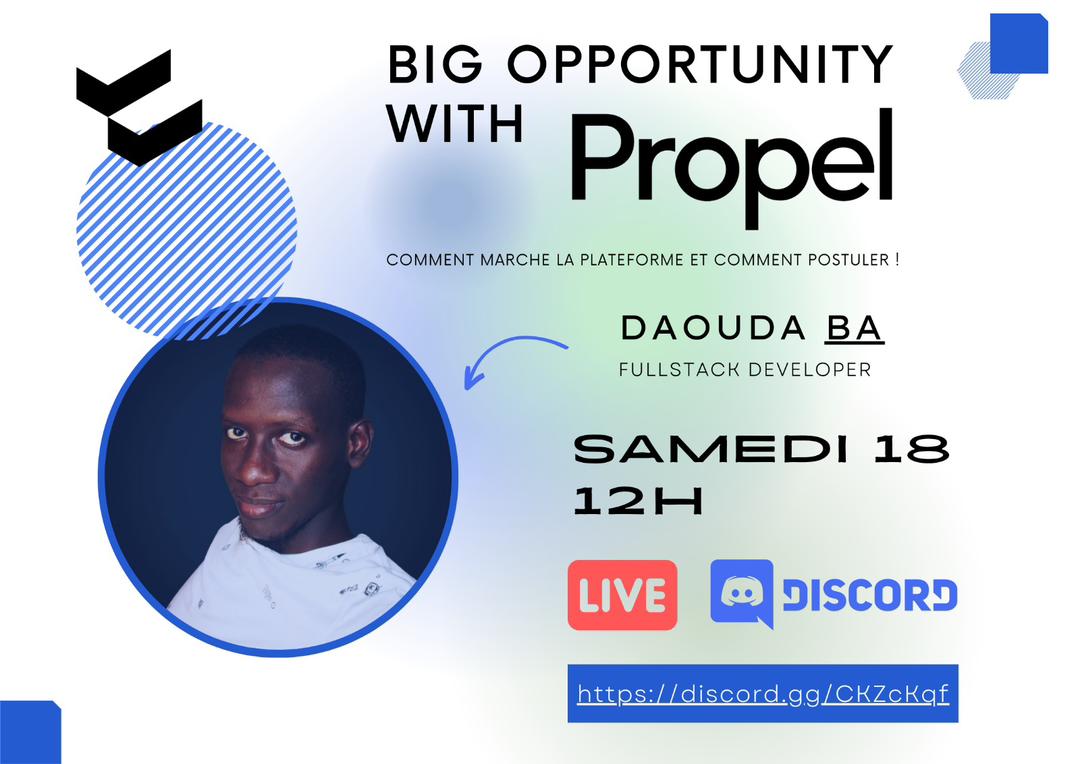 BIG OPPORTUNITY
WITH Propel
COMMENT MARCHE LA PLATEFORME ET COMMENT POSTULER !
DAOUDA BA
FULLSTACK DEVELOPER
SAMEDI 18
12H
LIVE DISCORD
https://discord.gg/CKZcKqf